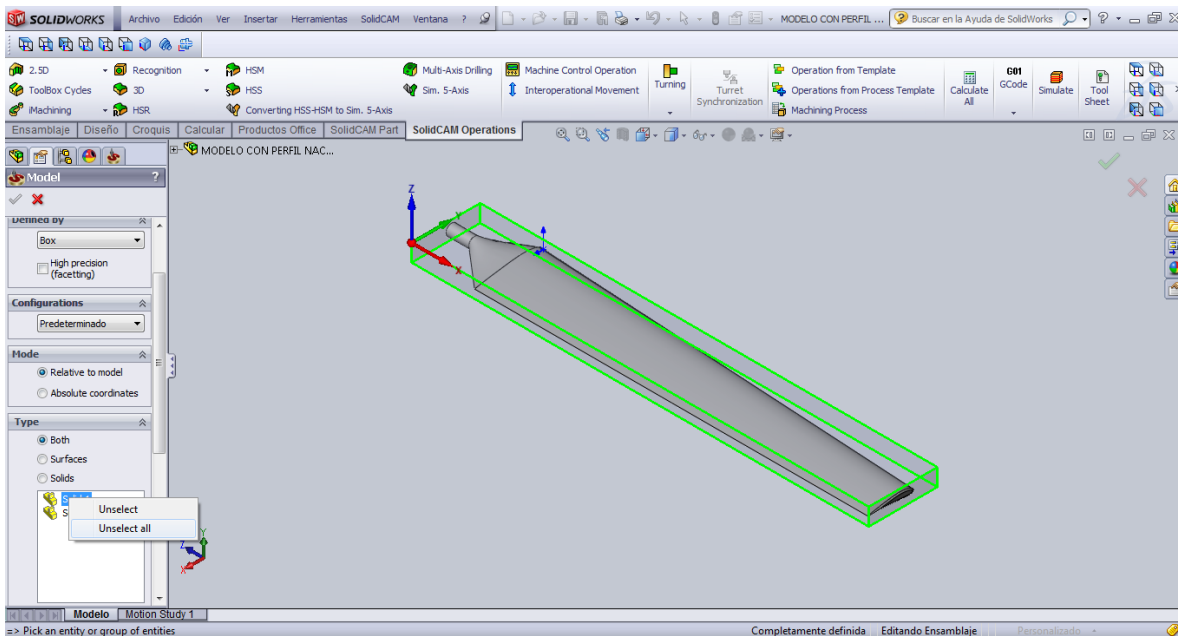 SOLIDWORKS Archivo Edición Ver Insertar Herramientas SolidCAM Ventana ? MODELO CON PERFIL ... Buscar en la Ayuda de SolidWorks ?
2.5D Recognition HSM Multi-Axis Drilling Machine Control Operation Operation from Template
ToolBox Cycles 3D HSS Sim. 5-Axis Interoperational Movement Turning Turret Synchronization Operations from Process Template Calculate All G01 GCode Simulate Tool Sheet
iMachining HSR Converting HSS-HSM to Sim. 5-Axis Machining Process
Ensamblaje Diseño Croquis Calcular Productos Office SolidCAM Part SolidCAM Operations
MODELO CON PERFIL NAC...
Model ?
Defined by
Box
High precision
(facetting)
Configurations
Predeterminado
Mode
Relative to model
Absolute coordinates
Type
Both
Surfaces
Solids
Unselect
Unselect all
Z
Y
X
Z
Y
X
Modelo Motion Study 1
=> Pick an entity or group of entities Completamente definida Editando Ensamblaje Personalizado